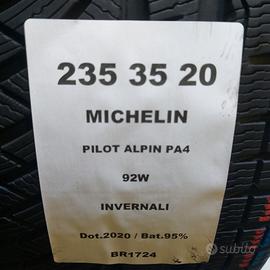 235 35 20
MICHELIN
PILOT ALPIN PA4
92W
INVERNALI
Dot.2020 / Bat.95%
BR1724
subito